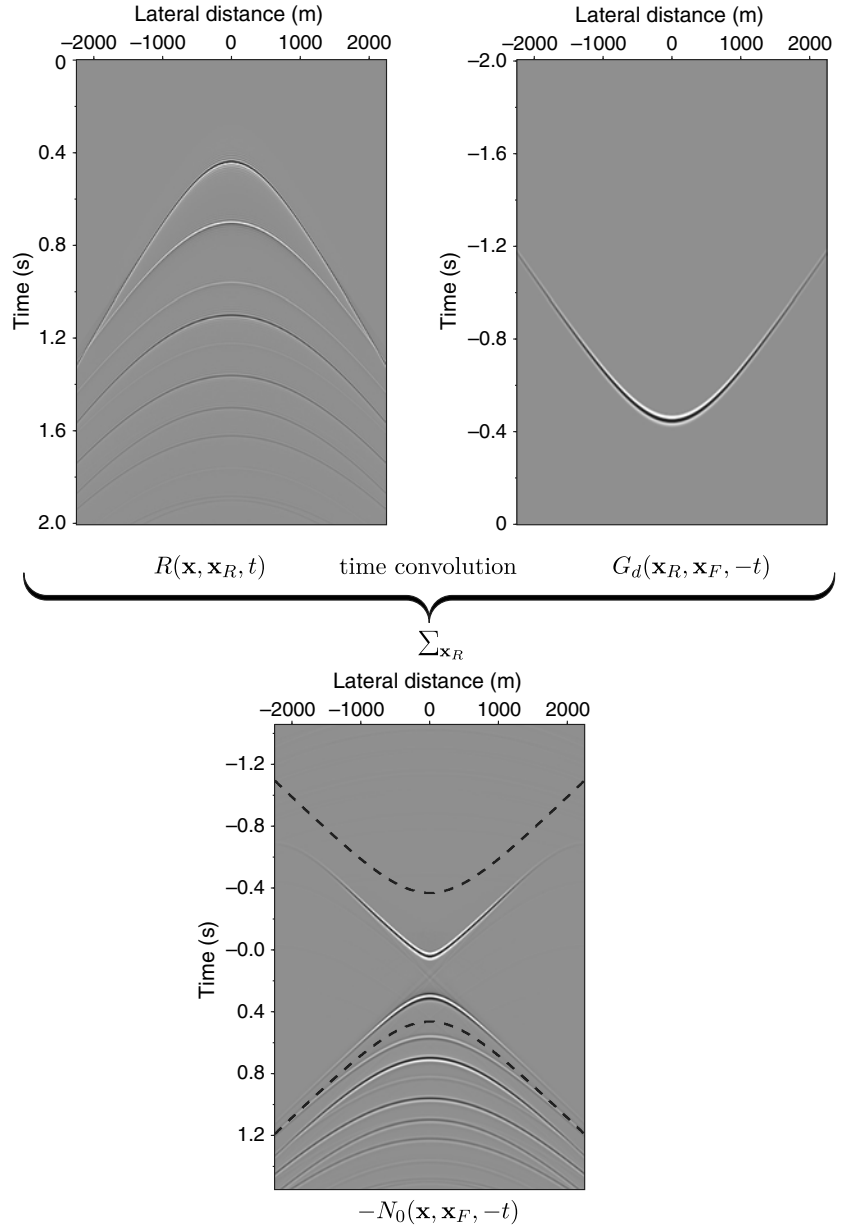 Lateral distance (m)
−2000 −1000 0 1000 2000
0
0.4
0.8
1.2
1.6
2.0
Time (s)
Lateral distance (m)
−2000 −1000 0 1000 2000
−2.0
−1.6
−1.2
−0.8
−0.4
0
Time (s)
R(x, x_R, t) time convolution G_d(x_R, x_F, −t)
∑_{x_R}
Lateral distance (m)
−2000 −1000 0 1000 2000
−1.2
−0.8
−0.4
−0.0
0.4
0.8
1.2
Time (s)
−N_0(x, x_F, −t)